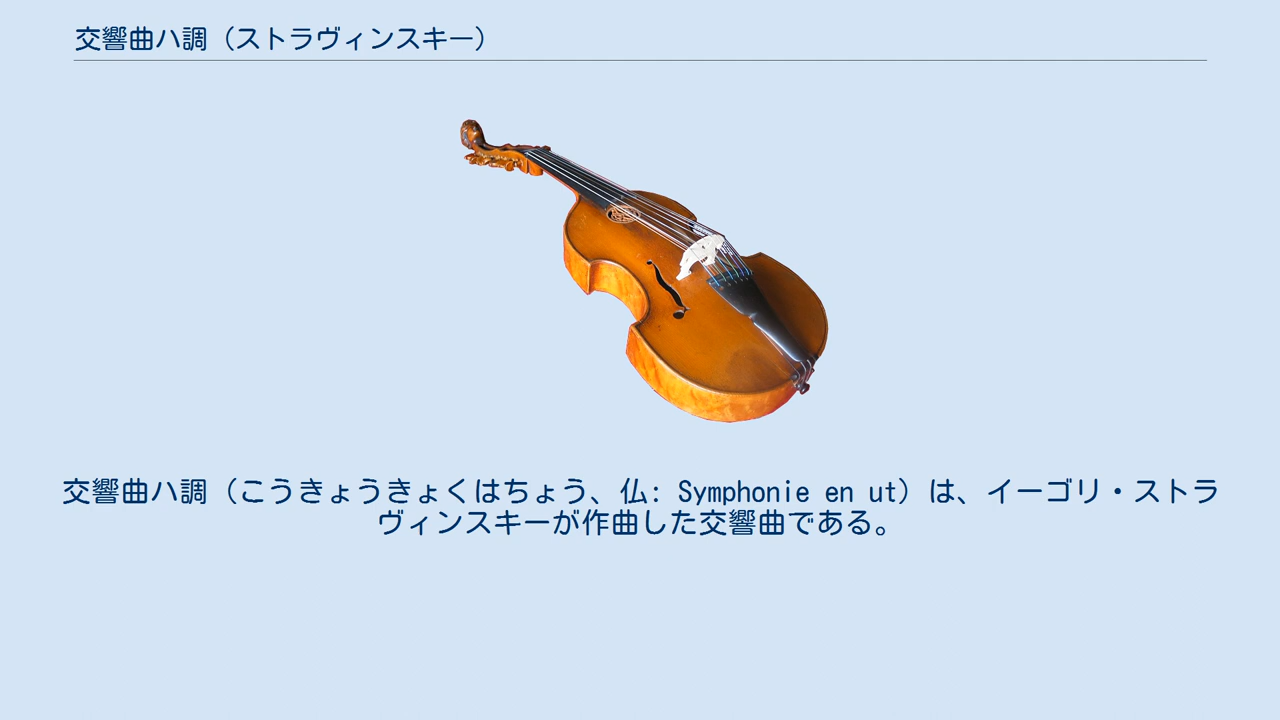 交響曲ハ調（ストラヴィンスキー）
交響曲ハ調（こうきょうきょくはちょう、仏: Symphonie en ut）は、イーゴリ・ストラ
ヴィンスキーが作曲した交響曲である。